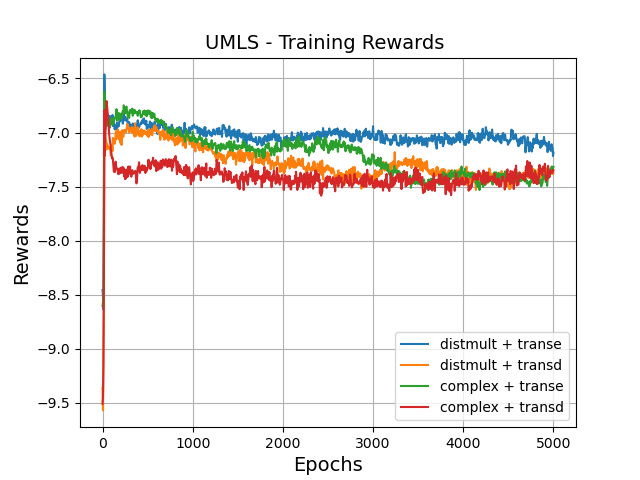 UMLS - Training Rewards
Rewards
−6.5
−7.0
−7.5
−8.0
−8.5
−9.0
−9.5
distmult + transe
distmult + transd
complex + transe
complex + transd
0 1000 2000 3000 4000 5000
Epochs